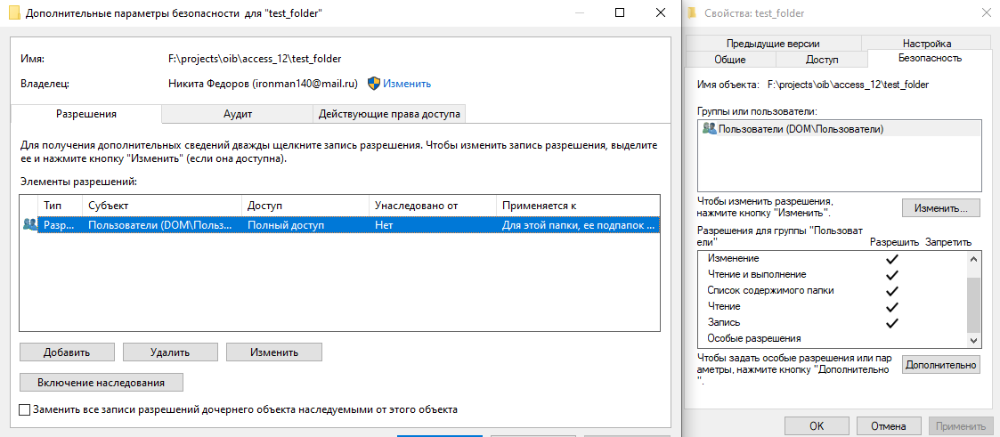 Дополнительные параметры безопасности для "test_folder"
Имя: F:\projects\oib\access_12\test_folder
Владелец: Никита Федоров (ironman140@mail.ru) Изменить
Разрешения Аудит Действующие права доступа
Для получения дополнительных сведений дважды щелкните запись разрешения. Чтобы изменить запись разрешения, выделите
ее и нажмите кнопку "Изменить" (если она доступна).
Элементы разрешений:
Тип Субъект Доступ Унаследовано от Применяется к
Разр... Пользователи (DOM\Польз... Полный доступ Нет Для этой папки, ее подпапок ...
Добавить Удалить Изменить
Включение наследования
Заменить все записи разрешений дочернего объекта наследуемыми от этого объекта
Свойства: test_folder
Предыдущие версии Настройка
Общие Доступ Безопасность
Имя объекта: F:\projects\oib\access_12\test_folder
Группы или пользователи:
Пользователи (DOM\Пользователи)
Чтобы изменить разрешения,
нажмите кнопку "Изменить".
Изменить...
Разрешения для группы "Пользоват
ели"
Разрешить Запретить
Изменение
Чтение и выполнение
Список содержимого папки
Чтение
Запись
Особые разрешения
Чтобы задать особые разрешения или пар
аметры, нажмите кнопку "Дополнительно
".
Дополнительно
OK Отмена Применить